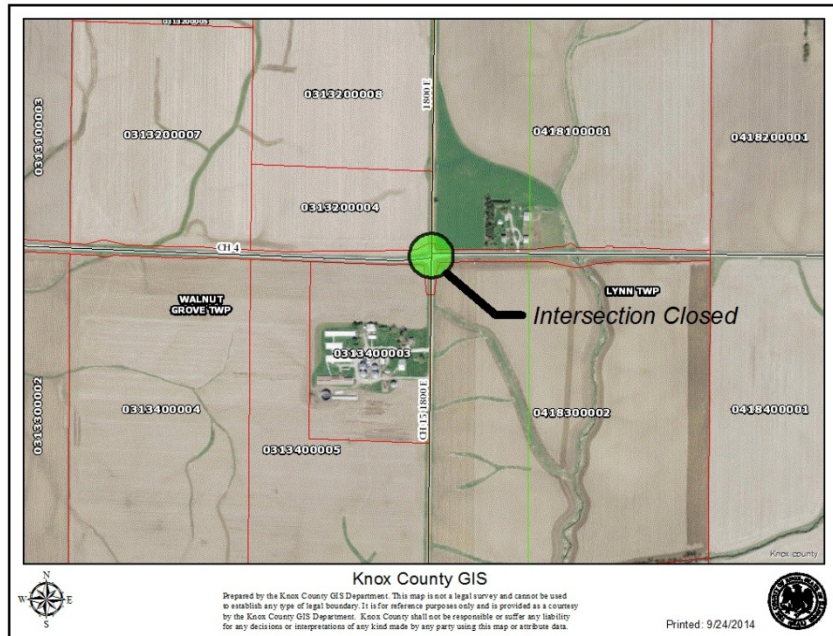 0313200005
1800 E
0313200008
0313100003
0313200007
0418100001
0418200001
0313200004
CH 4
WALNUT
GROVE TWP
LYNN TWP
Intersection Closed
0313400003
0313300002
0313400004
CH 15 1800 E
0418300002
0418400001
0313400005
Knox county
N
W E
S
Knox County GIS
Prepared by the Knox County GIS Department. This map is not a legal survey and cannot be used
to establish any type of legal boundary. It is for reference purposes only and is provided as a courtesy
by the Knox County GIS Department. Knox County shall not be responsible or suffer any liability
for any decisions or interpretations of any kind made by any party using this map or attribute data.
Printed: 9/24/2014